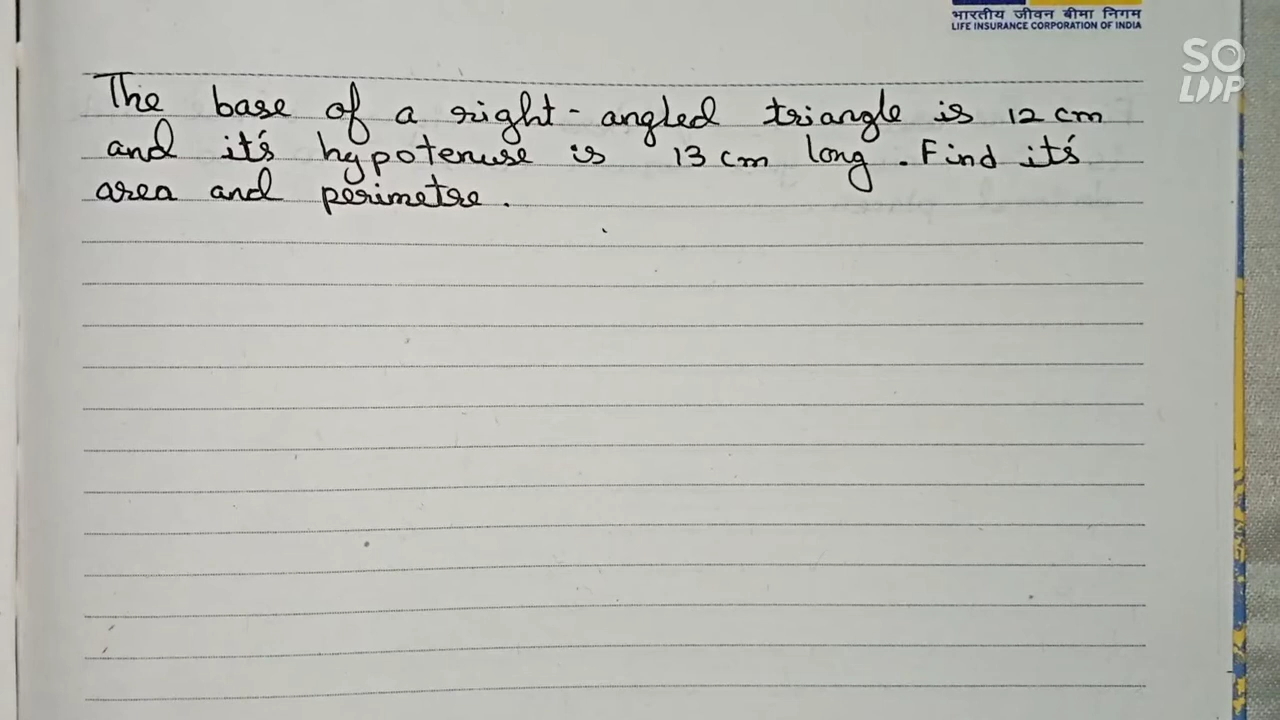 भारतीय जीवन बीमा निगम
LIFE INSURANCE CORPORATION OF INDIA
SO
LOOP
The base of a right-angled triangle is 12 cm
and it's hypotenuse is 13 cm long. Find it's
area and perimetre.